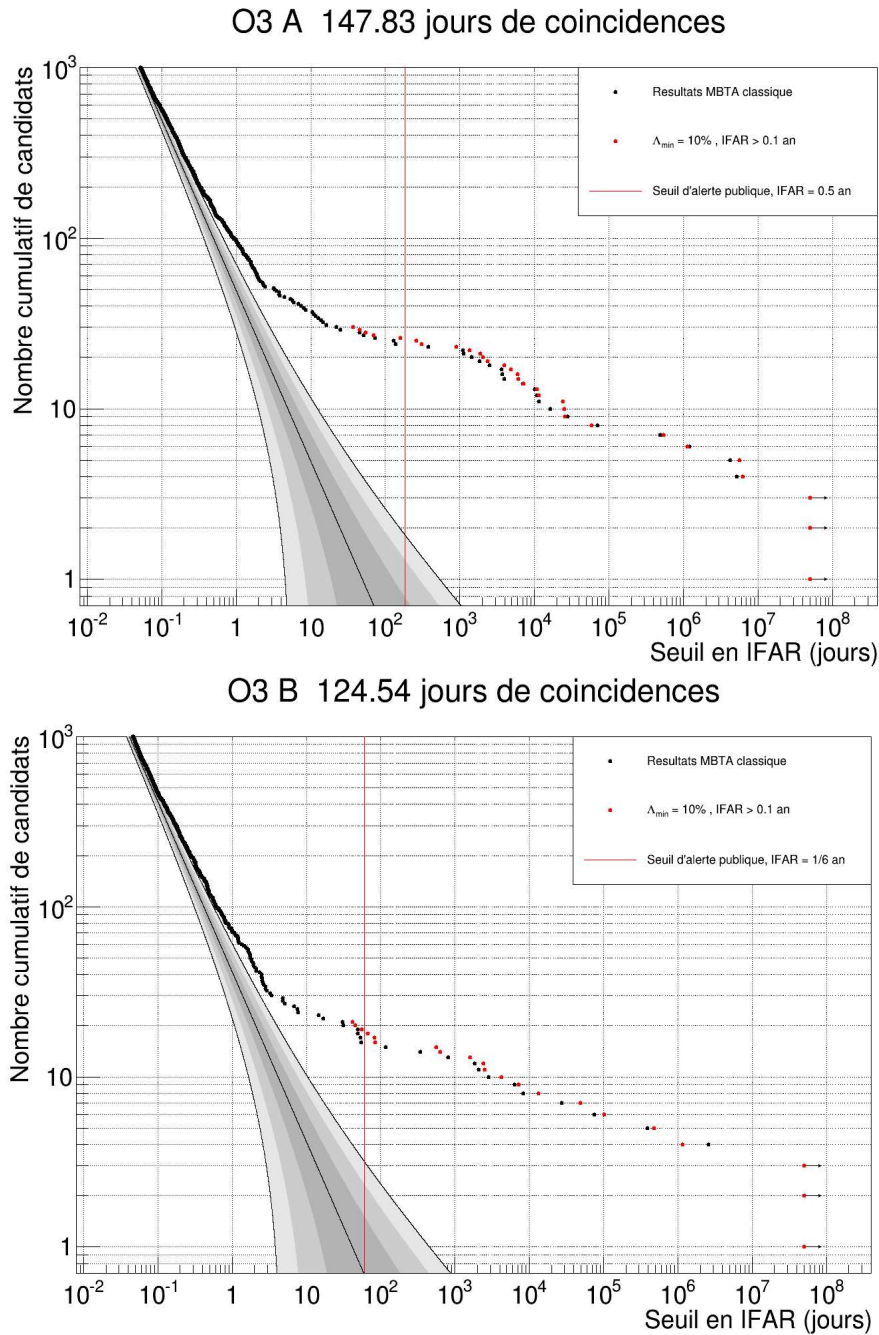 O3 A 147.83 jours de coincidences
Nombre cumulatif de candidats
10³
10²
10
1
Resultats MBTA classique
Λmin = 10% , IFAR > 0.1 an
Seuil d'alerte publique, IFAR = 0.5 an
10⁻² 10⁻¹ 1 10 10² 10³ 10⁴ 10⁵ 10⁶ 10⁷ 10⁸
Seuil en IFAR (jours)
O3 B 124.54 jours de coincidences
Nombre cumulatif de candidats
10³
10²
10
1
Resultats MBTA classique
Λmin = 10% , IFAR > 0.1 an
Seuil d'alerte publique, IFAR = 1/6 an
10⁻² 10⁻¹ 1 10 10² 10³ 10⁴ 10⁵ 10⁶ 10⁷ 10⁸
Seuil en IFAR (jours)